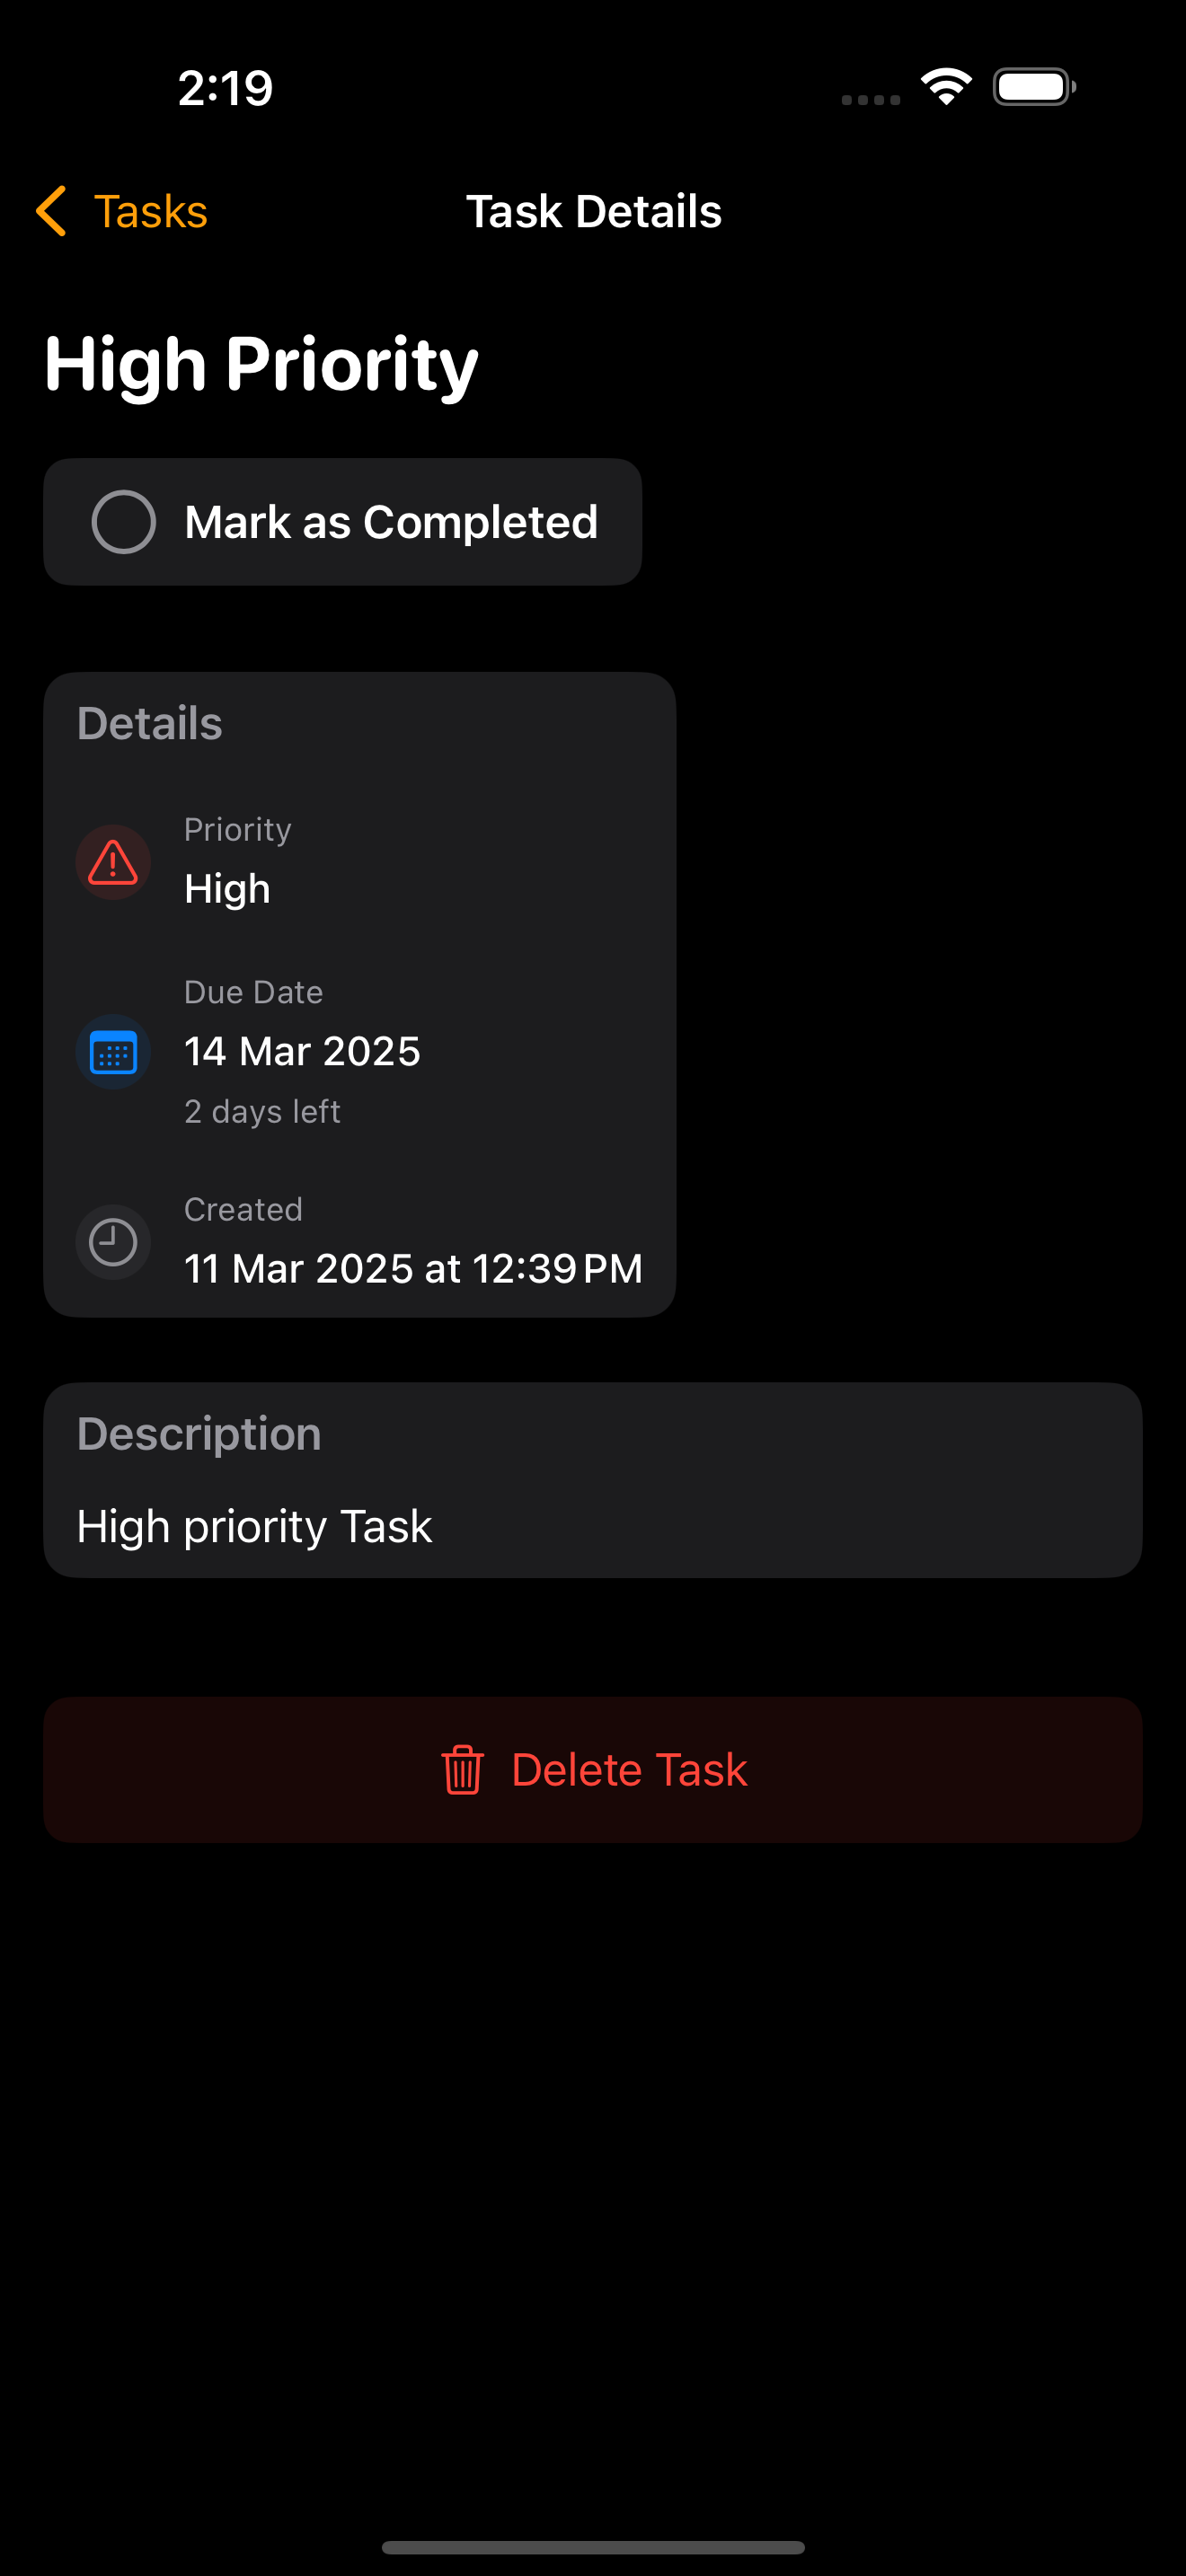 2:19
Tasks
Task Details
High Priority
Mark as Completed
Details
Priority
High
Due Date
14 Mar 2025
2 days left
Created
11 Mar 2025 at 12:39 PM
Description
High priority Task
Delete Task